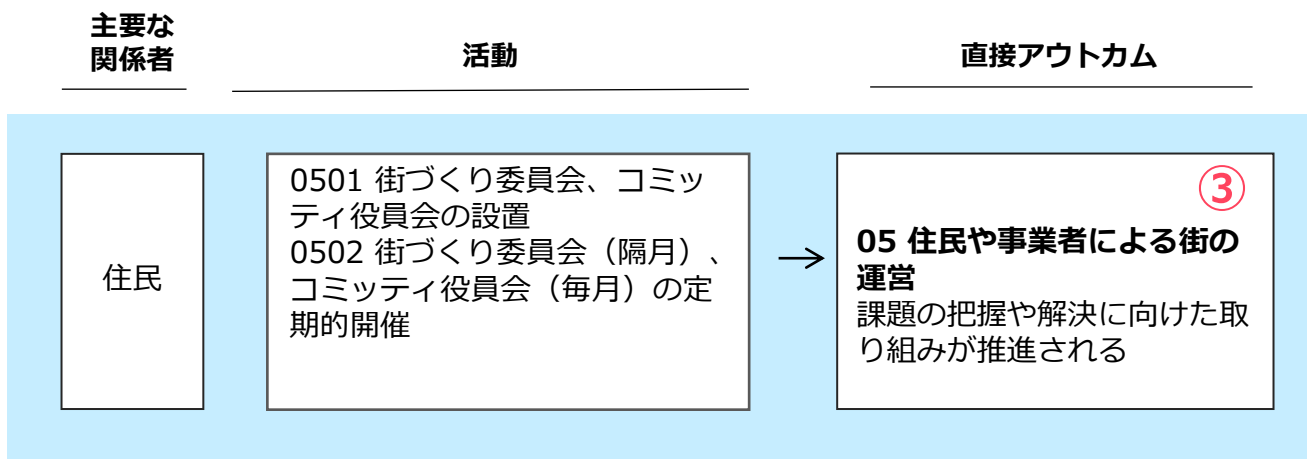 主要な
関係者
活動
直接アウトカム
住民
0501 街づくり委員会、コミッ
ティ役員会の設置
0502 街づくり委員会（隔月）、
コミッティ役員会（毎月）の定
期的開催
→
③
05 住民や事業者による街の
運営
課題の把握や解決に向けた取
り組みが推進される